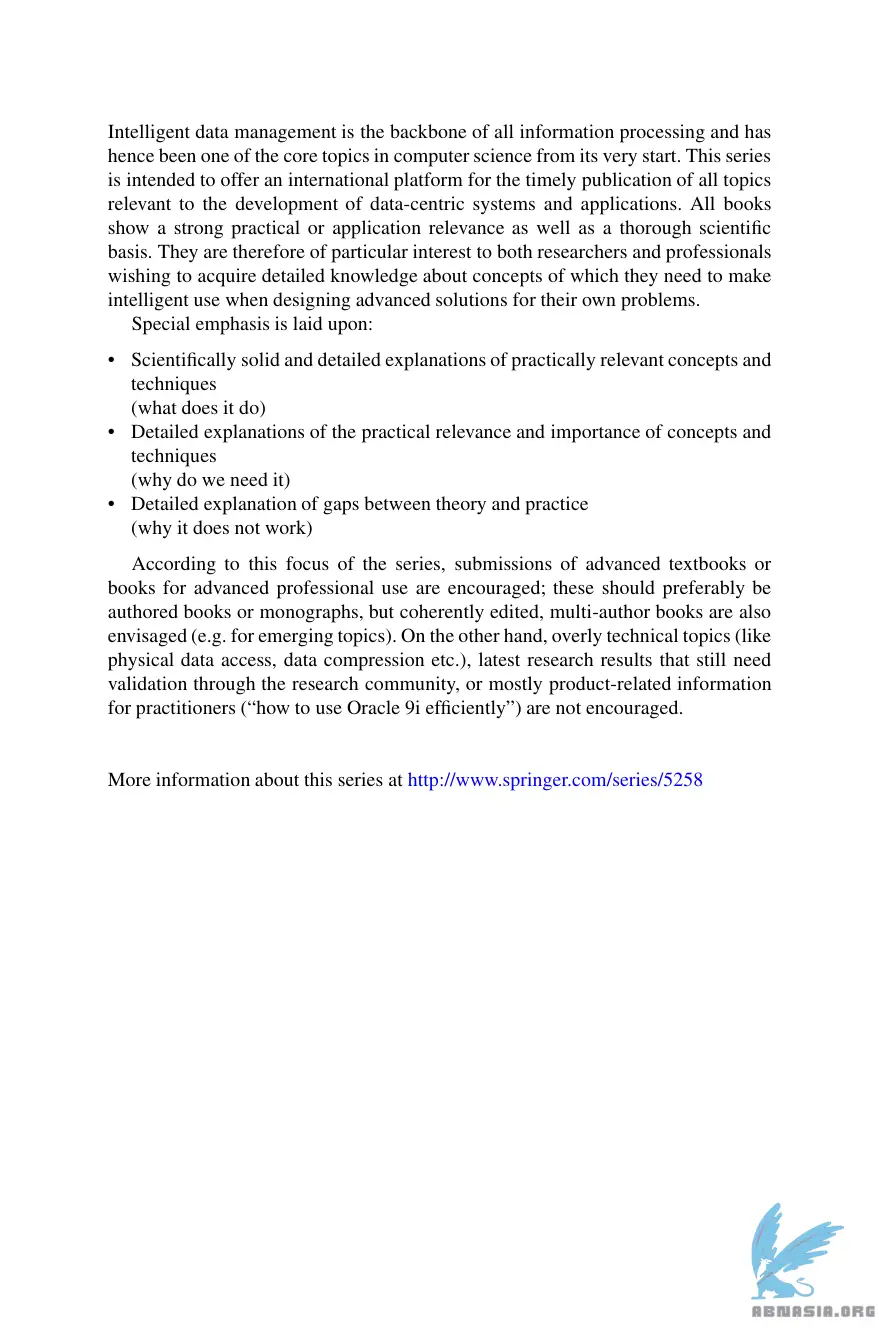 Intelligent data management is the backbone of all information processing and has
hence been one of the core topics in computer science from its very start. This series
is intended to offer an international platform for the timely publication of all topics
relevant to the development of data-centric systems and applications. All books
show a strong practical or application relevance as well as a thorough scientific
basis. They are therefore of particular interest to both researchers and professionals
wishing to acquire detailed knowledge about concepts of which they need to make
intelligent use when designing advanced solutions for their own problems.
Special emphasis is laid upon:
• Scientifically solid and detailed explanations of practically relevant concepts and
techniques
(what does it do)
• Detailed explanations of the practical relevance and importance of concepts and
techniques
(why do we need it)
• Detailed explanation of gaps between theory and practice
(why it does not work)
According to this focus of the series, submissions of advanced textbooks or
books for advanced professional use are encouraged; these should preferably be
authored books or monographs, but coherently edited, multi-author books are also
envisaged (e.g. for emerging topics). On the other hand, overly technical topics (like
physical data access, data compression etc.), latest research results that still need
validation through the research community, or mostly product-related information
for practitioners (“how to use Oracle 9i efficiently”) are not encouraged.
More information about this series at http://www.springer.com/series/5258
ABNASIA.ORG